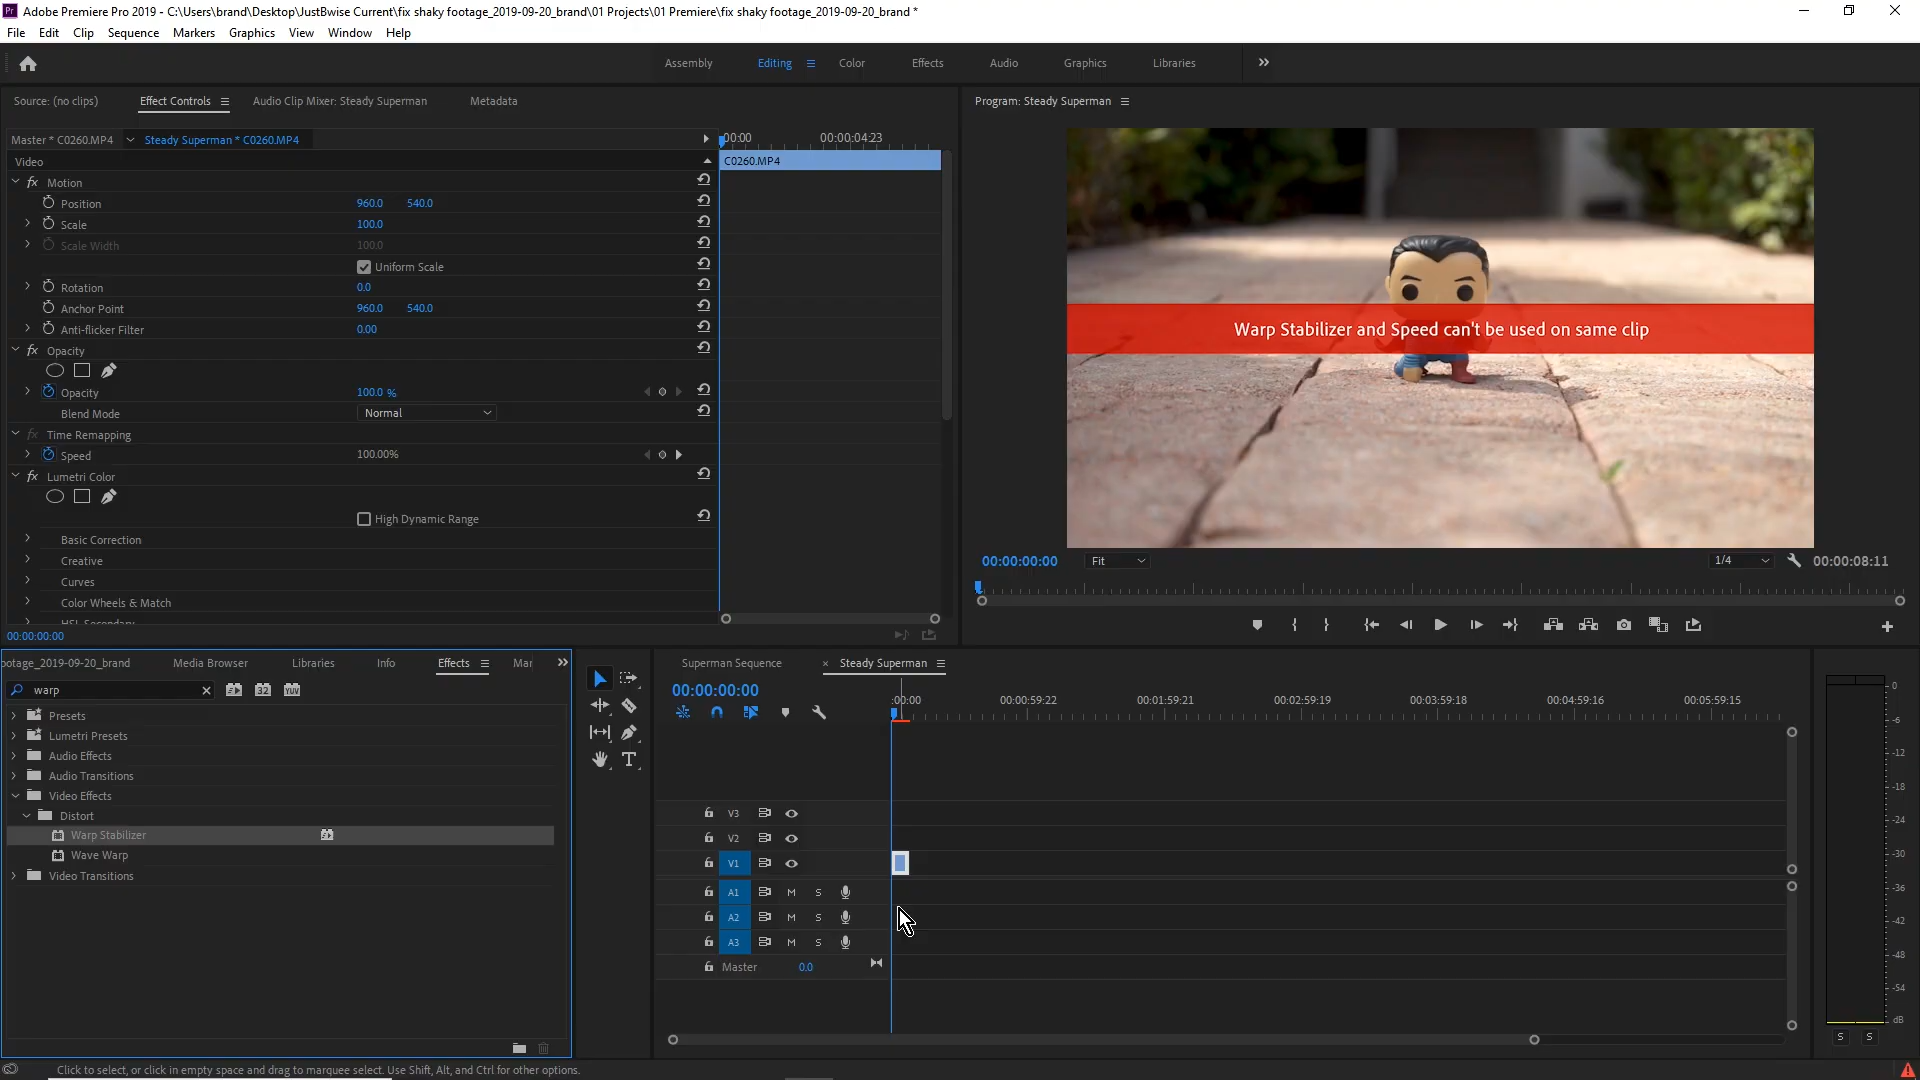 Adobe Premiere Pro 2019 - C:\Users\brand\Desktop\JustBwise Current\fix shaky footage_2019-09-20_brand\01 Projects\01 Premiere\fix shaky footage_2019-09-20_brand *
File Edit Clip Sequence Markers Graphics View Window Help
Assembly Editing Color Effects Audio Graphics Libraries
Source: (no clips) Effect Controls Audio Clip Mixer: Steady Superman Metadata
Program: Steady Superman
Master * C0260.MP4 Steady Superman * C0260.MP4
:00:00 00:00:04:23
Video
C0260.MP4
fx Motion
Position 960.0 540.0
Scale 100.0
Scale Width 100.0
Uniform Scale
Rotation 0.0
Anchor Point 960.0 540.0
Anti-flicker Filter 0.00
fx Opacity
Opacity 100.0 %
Blend Mode Normal
fx Time Remapping
Speed 100.00%
fx Lumetri Color
High Dynamic Range
Basic Correction
Creative
Curves
Color Wheels & Match
HSL Secondary
00:00:00:00
Warp Stabilizer and Speed can't be used on same clip
00:00:00:00 Fit 1/4 00:00:08:11
ootage_2019-09-20_brand Media Browser Libraries Info Effects Mar
warp 32 YUV
Presets
Lumetri Presets
Audio Effects
Audio Transitions
Video Effects
Distort
Warp Stabilizer
Wave Warp
Video Transitions
Superman Sequence × Steady Superman
00:00:00:00
:00:00 00:00:59:22 00:01:59:21 00:02:59:19 00:03:59:18 00:04:59:16 00:05:59:15
V3
V2
V1
A1 M S
A2 M S
A3 M S
Master 0.0
0
-6
-12
-18
-24
-30
-36
-42
-48
-54
dB
S S
Click to select, or click in empty space and drag to marquee select. Use Shift, Alt, and Ctrl for other options.